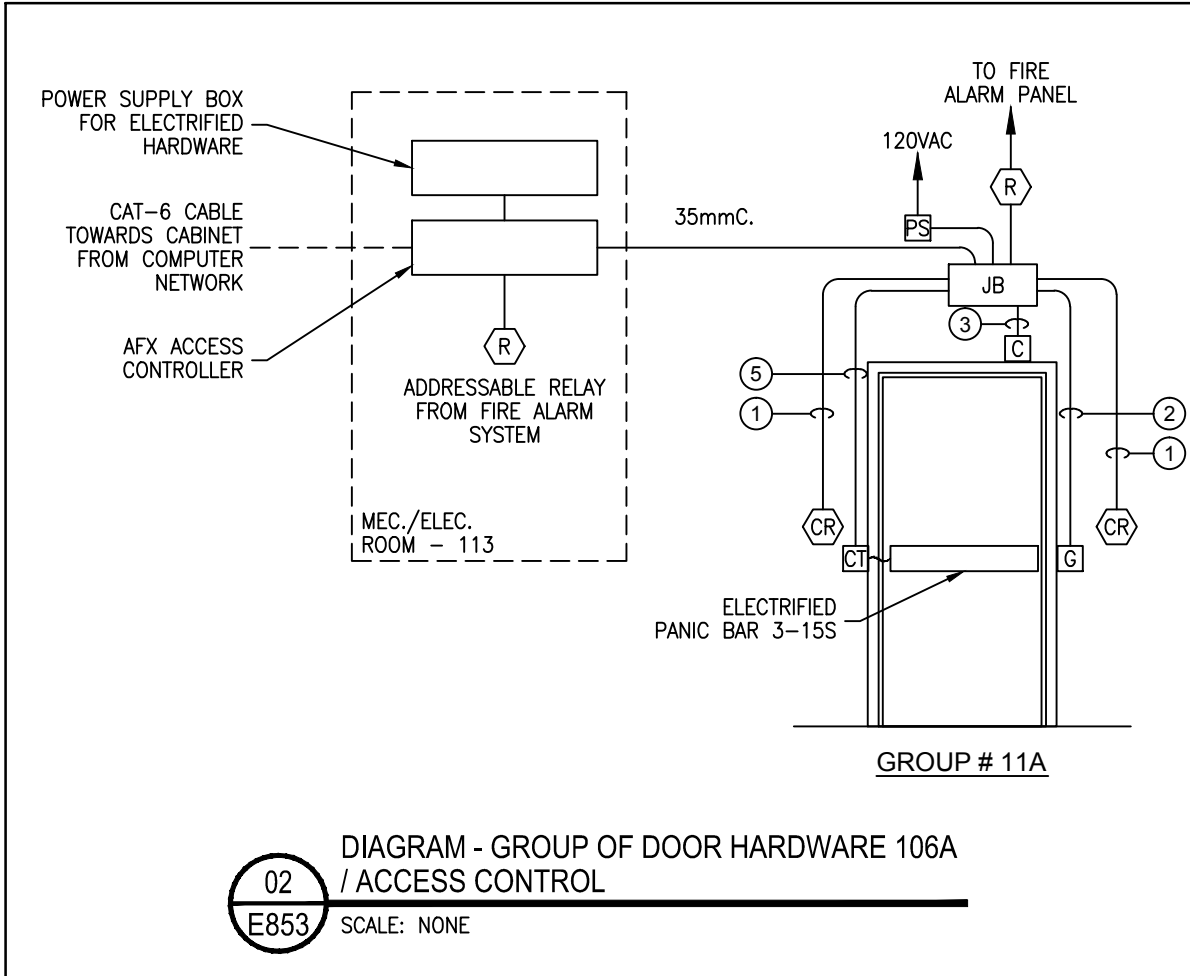 POWER SUPPLY BOX
FOR ELECTRIFIED
HARDWARE
CAT-6 CABLE
TOWARDS CABINET
FROM COMPUTER
NETWORK
AFX ACCESS
CONTROLLER
R
ADDRESSABLE RELAY
FROM FIRE ALARM
SYSTEM
MEC./ELEC.
ROOM - 113
35mmC.
TO FIRE
ALARM PANEL
120VAC
R
PS
JB
3
C
5
1
2
1
CR
CR
CT
G
ELECTRIFIED
PANIC BAR 3-15S
GROUP # 11A
02
E853
DIAGRAM - GROUP OF DOOR HARDWARE 106A
/ ACCESS CONTROL
SCALE: NONE